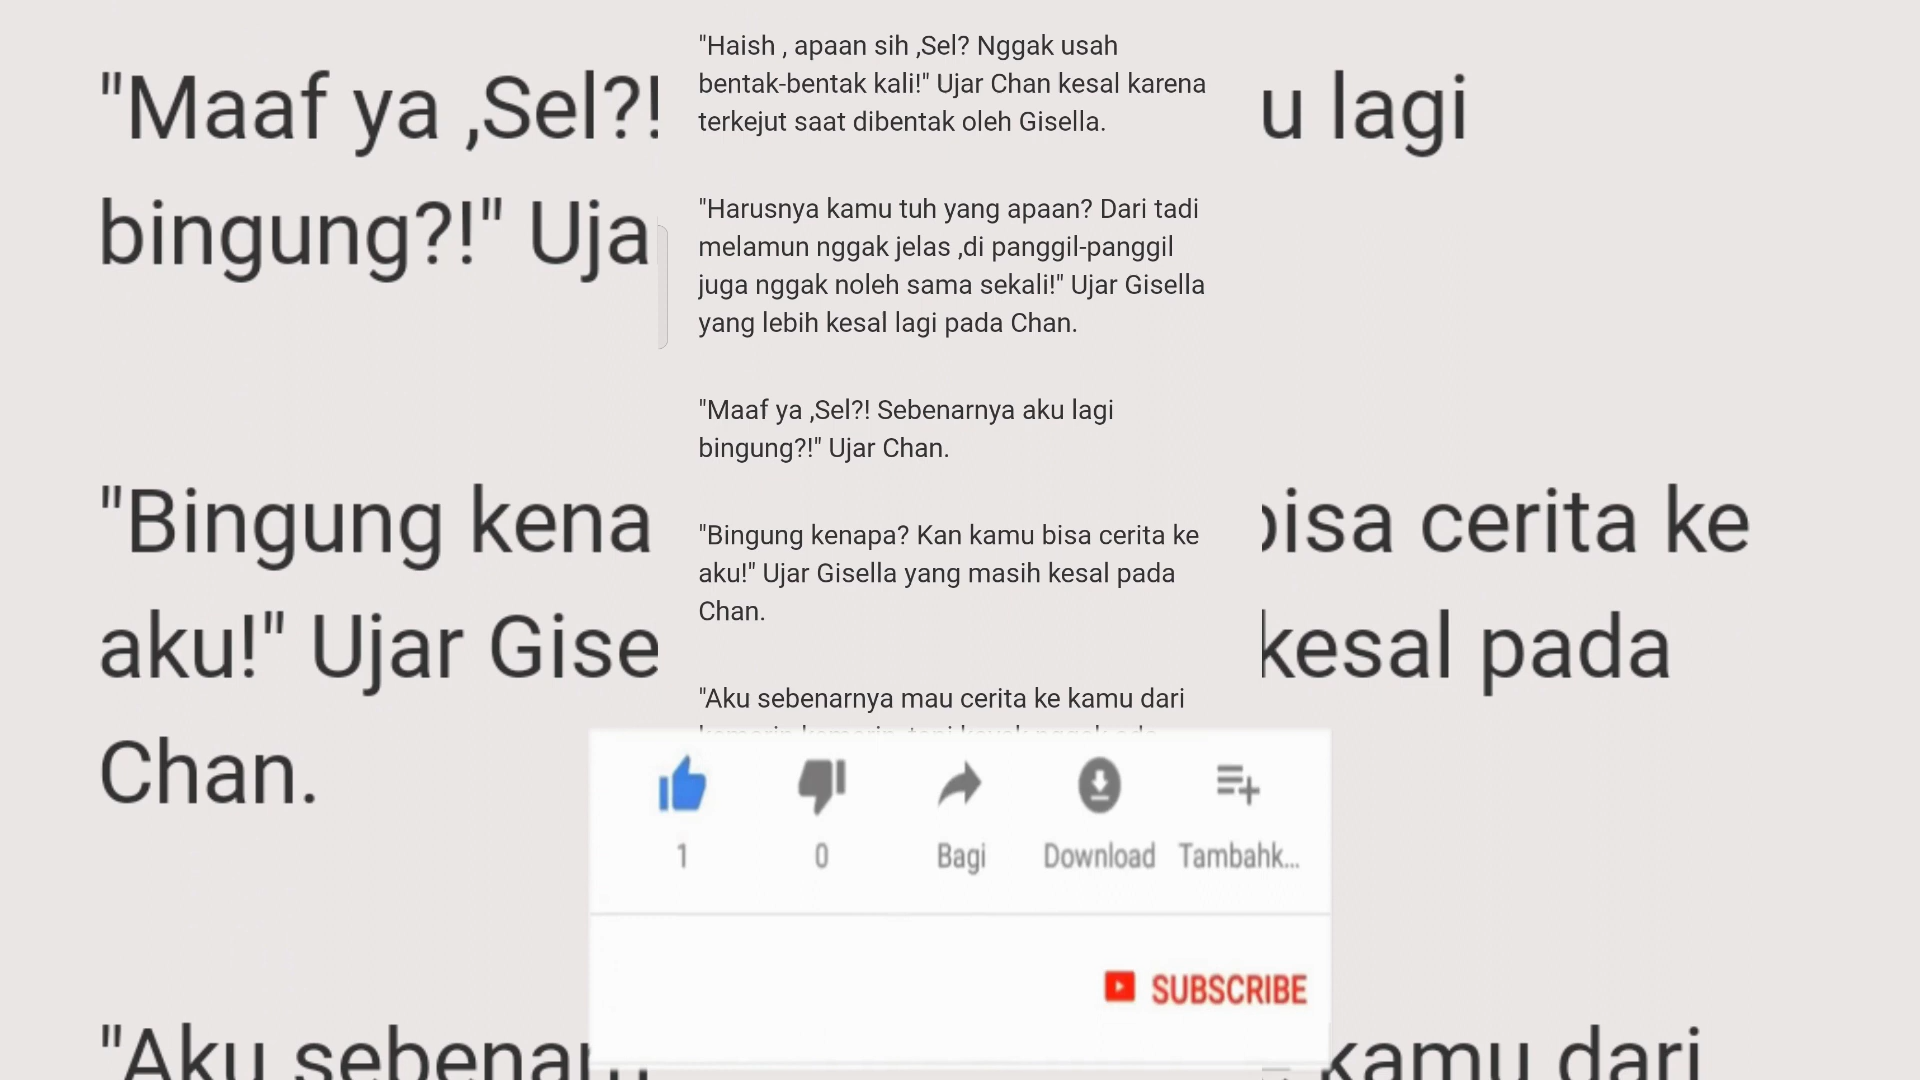 "Haish , apaan sih ,Sel? Nggak usah
bentak-bentak kali!" Ujar Chan kesal karena
terkejut saat dibentak oleh Gisella.
"Harusnya kamu tuh yang apaan? Dari tadi
melamun nggak jelas ,di panggil-panggil
juga nggak noleh sama sekali!" Ujar Gisella
yang lebih kesal lagi pada Chan.
"Maaf ya ,Sel?! Sebenarnya aku lagi
bingung?!" Ujar Chan.
"Bingung kenapa? Kan kamu bisa cerita ke
aku!" Ujar Gisella yang masih kesal pada
Chan.
"Aku sebenarnya mau cerita ke kamu dari
"Maaf ya ,Sel?! u lagi
bingung?!" Uja
"Bingung kena bisa cerita ke
aku!" Ujar Gise kesal pada
Chan.
"Aku sebenarn kamu dari
1
0
Bagi
Download
Tambahk...
SUBSCRIBE